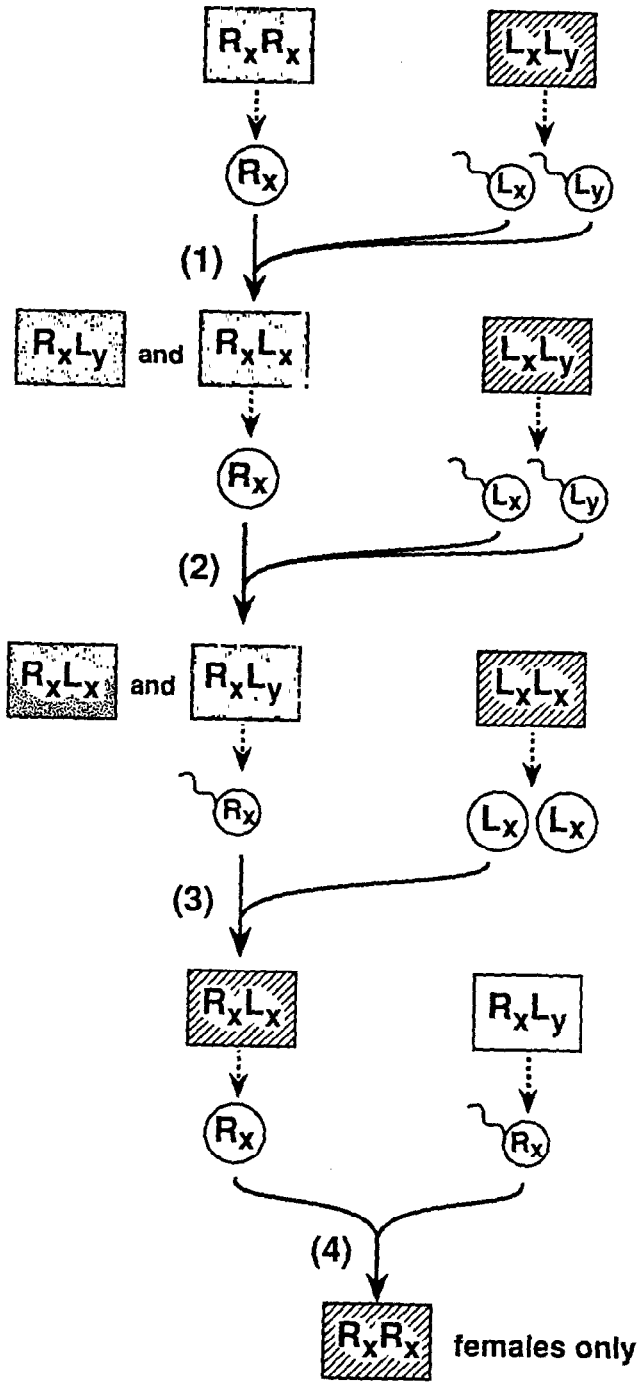 RxRx LxLy
Rx Lx Ly
(1)
RxLy and RxLx LxLy
Rx Lx Ly
(2)
RxLx and RxLy LxLx
Rx Lx Lx
(3)
RxLx RxLy
Rx Rx
(4)
RxRx females only